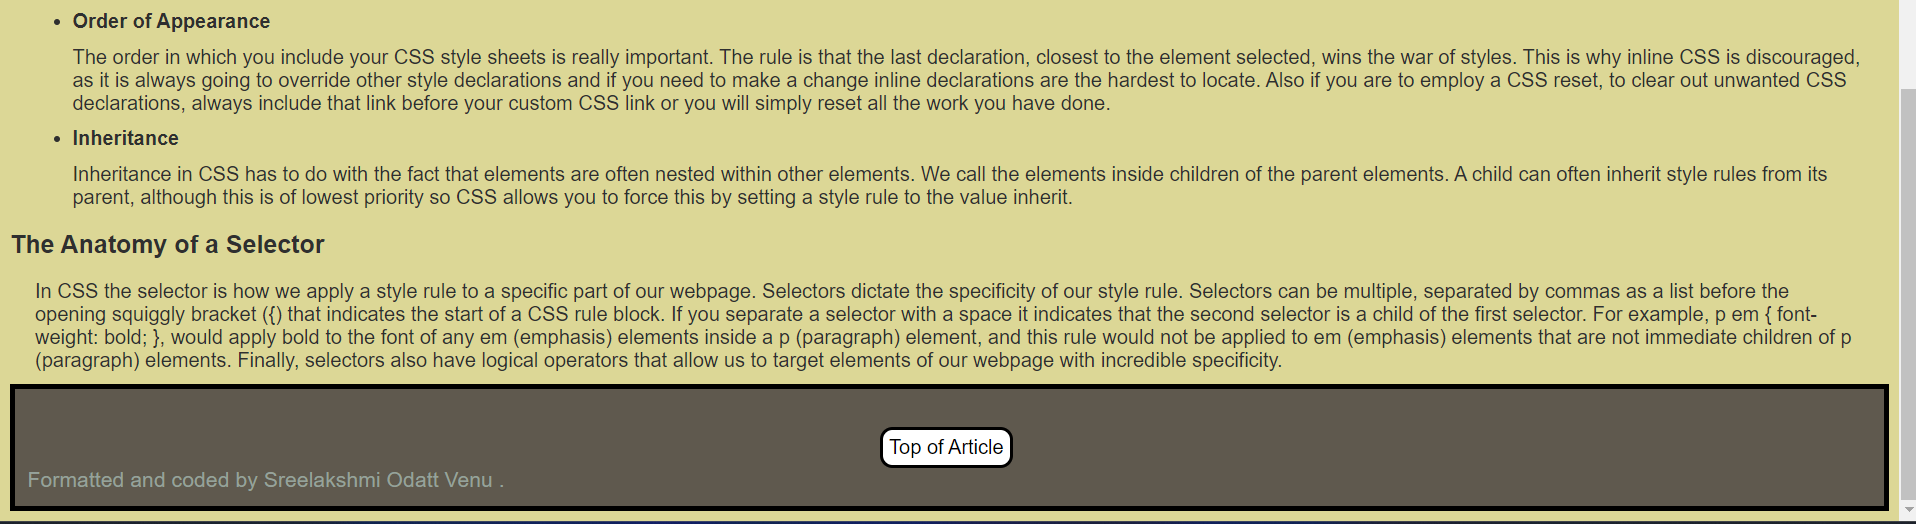 Order of Appearance
The order in which you include your CSS style sheets is really important. The rule is that the last declaration, closest to the element selected, wins the war of styles. This is why inline CSS is discouraged,
as it is always going to override other style declarations and if you need to make a change inline declarations are the hardest to locate. Also if you are to employ a CSS reset, to clear out unwanted CSS
declarations, always include that link before your custom CSS link or you will simply reset all the work you have done.
Inheritance
Inheritance in CSS has to do with the fact that elements are often nested within other elements. We call the elements inside children of the parent elements. A child can often inherit style rules from its
parent, although this is of lowest priority so CSS allows you to force this by setting a style rule to the value inherit.
The Anatomy of a Selector
In CSS the selector is how we apply a style rule to a specific part of our webpage. Selectors dictate the specificity of our style rule. Selectors can be multiple, separated by commas as a list before the
opening squiggly bracket ({) that indicates the start of a CSS rule block. If you separate a selector with a space it indicates that the second selector is a child of the first selector. For example, p em { font-
weight: bold; }, would apply bold to the font of any em (emphasis) elements inside a p (paragraph) element, and this rule would not be applied to em (emphasis) elements that are not immediate children of p
(paragraph) elements. Finally, selectors also have logical operators that allow us to target elements of our webpage with incredible specificity.
Top of Article
Formatted and coded by Sreelakshmi Odatt Venu .